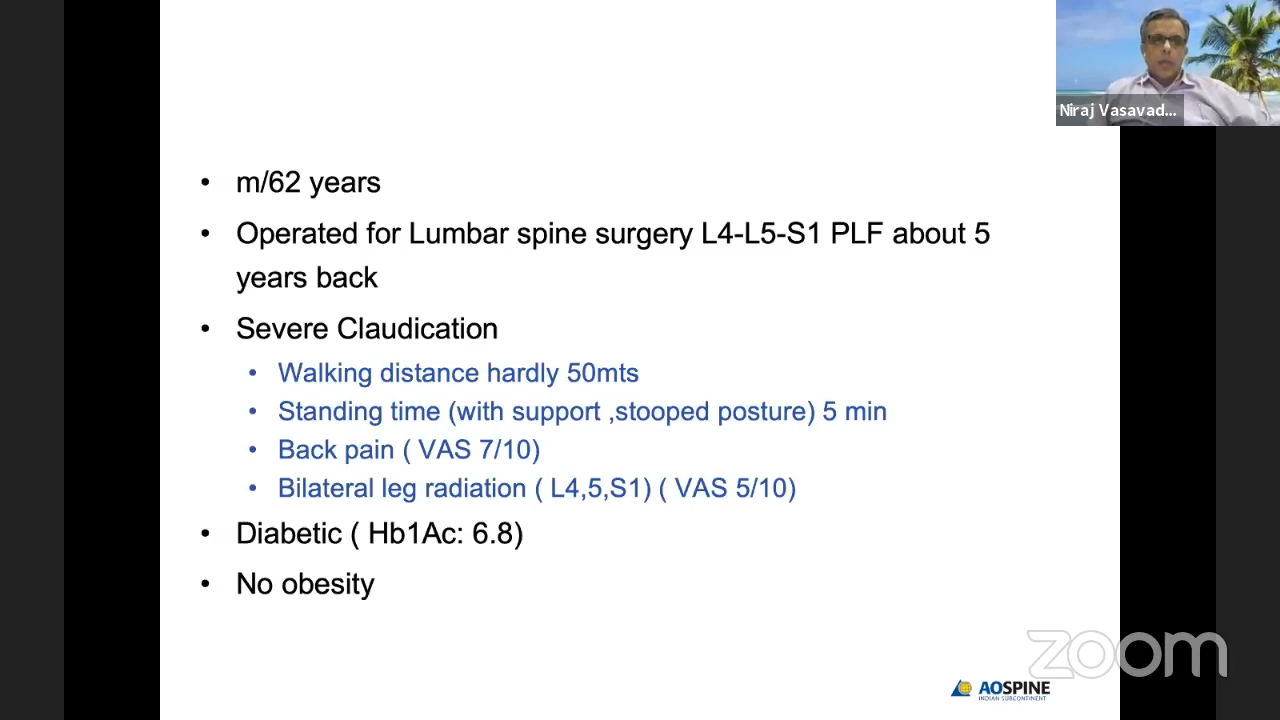 Niraj Vasavad...
• m/62 years
• Operated for Lumbar spine surgery L4-L5-S1 PLF about 5
years back
• Severe Claudication
• Walking distance hardly 50mts
• Standing time (with support ,stooped posture) 5 min
• Back pain ( VAS 7/10)
• Bilateral leg radiation ( L4,5,S1) ( VAS 5/10)
• Diabetic ( Hb1Ac: 6.8)
• No obesity
zoom
AOSPINE
INDIAN SUBCONTINENT